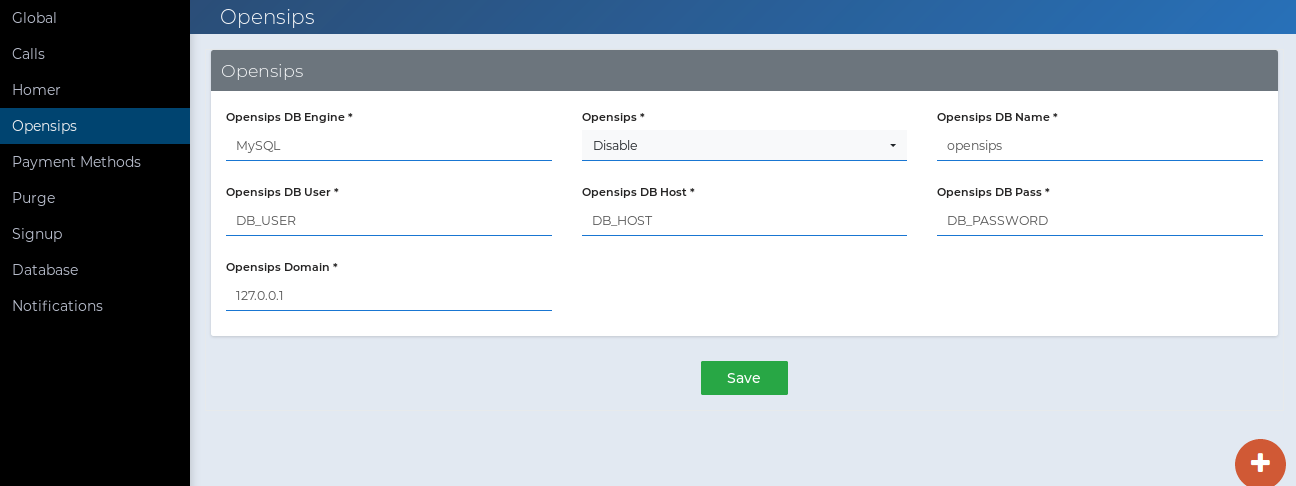 Global
Calls
Homer
Opensips
Payment Methods
Purge
Signup
Database
Notifications
Opensips
Opensips
Opensips DB Engine *
MySQL
Opensips *
Disable
Opensips DB Name *
opensips
Opensips DB User *
DB_USER
Opensips DB Host *
DB_HOST
Opensips DB Pass *
DB_PASSWORD
Opensips Domain *
127.0.0.1
Save